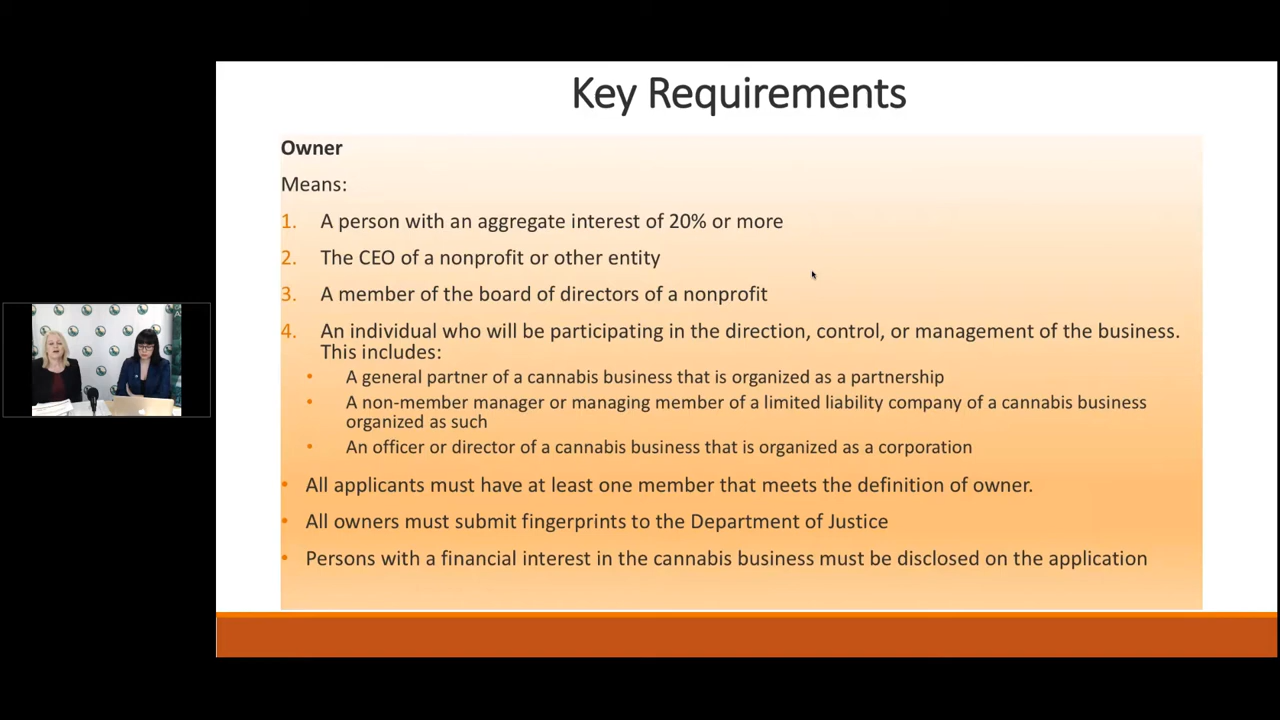 Key Requirements
Owner
Means:
1. A person with an aggregate interest of 20% or more
2. The CEO of a nonprofit or other entity
3. A member of the board of directors of a nonprofit
4. An individual who will be participating in the direction, control, or management of the business.
This includes:
• A general partner of a cannabis business that is organized as a partnership
• A non-member manager or managing member of a limited liability company of a cannabis business
organized as such
• An officer or director of a cannabis business that is organized as a corporation
• All applicants must have at least one member that meets the definition of owner.
• All owners must submit fingerprints to the Department of Justice
• Persons with a financial interest in the cannabis business must be disclosed on the application